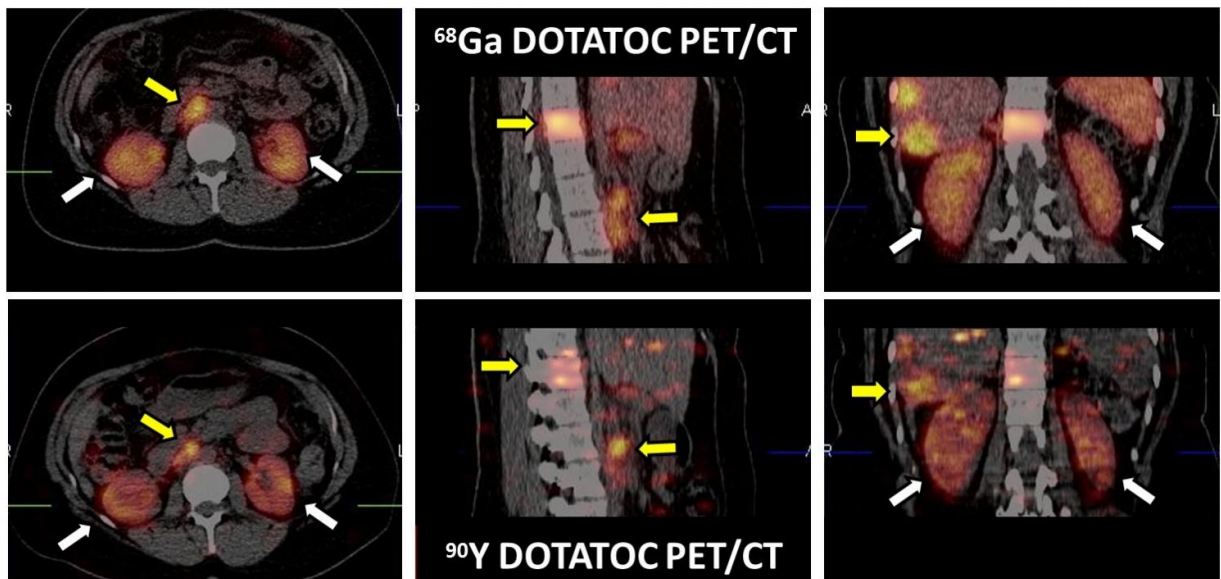 ⁶⁸Ga DOTATOC PET/CT
R L P A R L
R L A R L
⁹⁰Y DOTATOC PET/CT